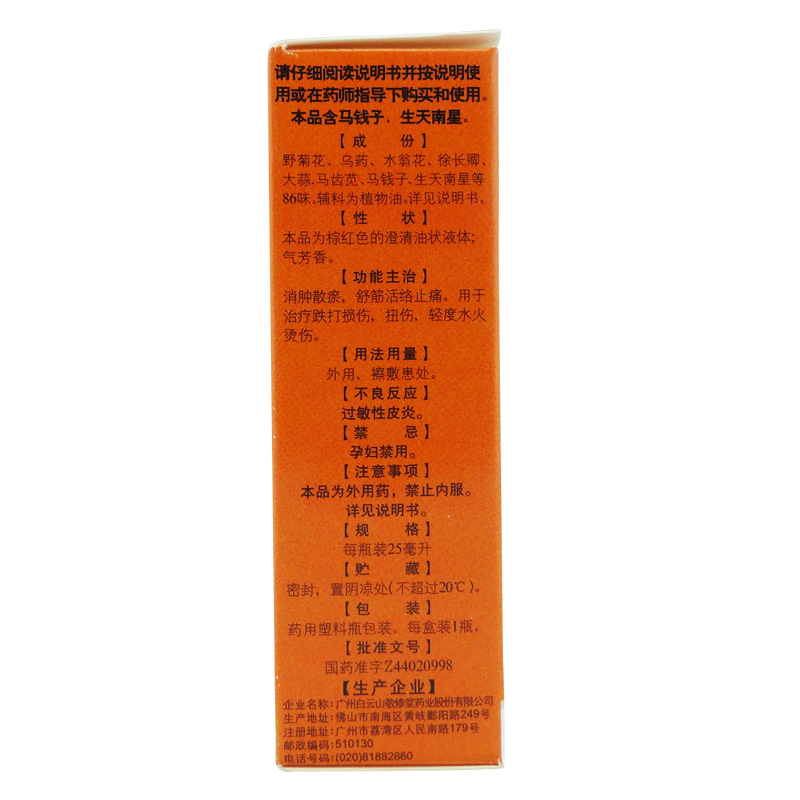 请仔细阅读说明书并按说明使
用或在药师指导下购买和使用。
本品含马钱子、生天南星。
【成 份】
野菊花、乌药、水翁花、徐长卿、
大蒜、马齿苋、马钱子、生天南星等
86味。辅料为植物油。详见说明书。
【性 状】
本品为棕红色的澄清油状液体；
气芳香。
【功能主治】
消肿散瘀，舒筋活络止痛。用于
治疗跌打损伤，扭伤，轻度水火
烫伤。
【用法用量】
外用，擦敷患处。
【不良反应】
过敏性皮炎。
【禁 忌】
孕妇禁用。
【注意事项】
本品为外用药，禁止内服。
详见说明书。
【规 格】
每瓶装25毫升
【贮 藏】
密封，置阴凉处(不超过20℃)。
【包 装】
药用塑料瓶包装。每盒装1瓶。
【批准文号】
国药准字Z44020998
【生产企业】
企业名称:广州白云山敬修堂药业股份有限公司
生产地址:佛山市南海区黄岐鄱阳路249号
注册地址:广州市荔湾区人民南路179号
邮政编码:510130
电话号码:(020)81882860